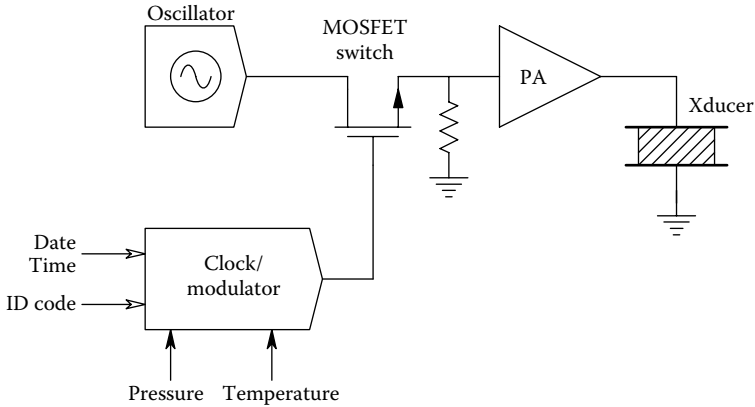 Oscillator
MOSFET
switch
PA
Xducer
Date
Time
Clock/
modulator
ID code
Pressure
Temperature